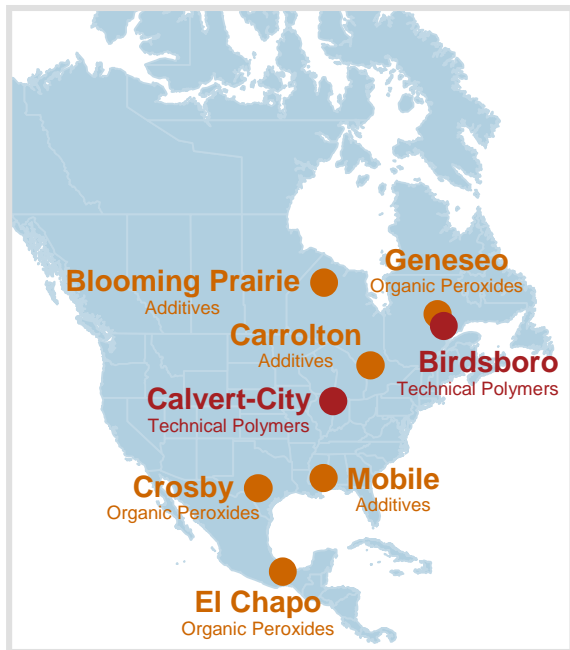 Geneseo
Organic Peroxides
Blooming Prairie
Additives
Carrolton
Additives
Birdsboro
Technical Polymers
Calvert-City
Technical Polymers
Crosby
Organic Peroxides
Mobile
Additives
El Chapo
Organic Peroxides